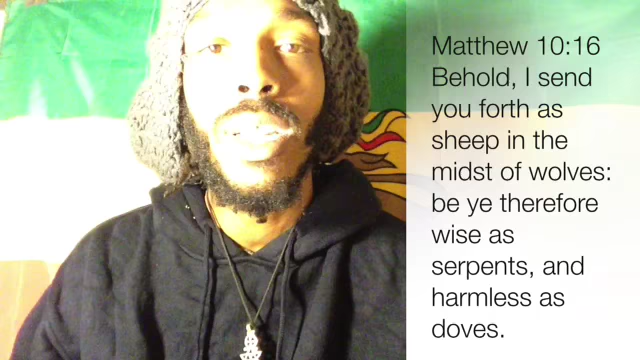 Matthew 10:16
Behold, I send
you forth as
sheep in the
midst of wolves:
be ye therefore
wise as
serpents, and
harmless as
doves.